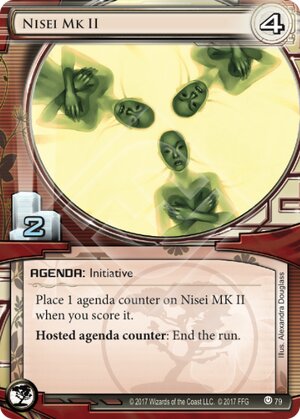 Nisei Mk II
4
2
AGENDA: Initiative
Place 1 agenda counter on Nisei MK II
when you score it.
Hosted agenda counter: End the run.
Illus. Alexandra Douglass
© 2017 Wizards of the Coast LLC. © 2017 FFG
79